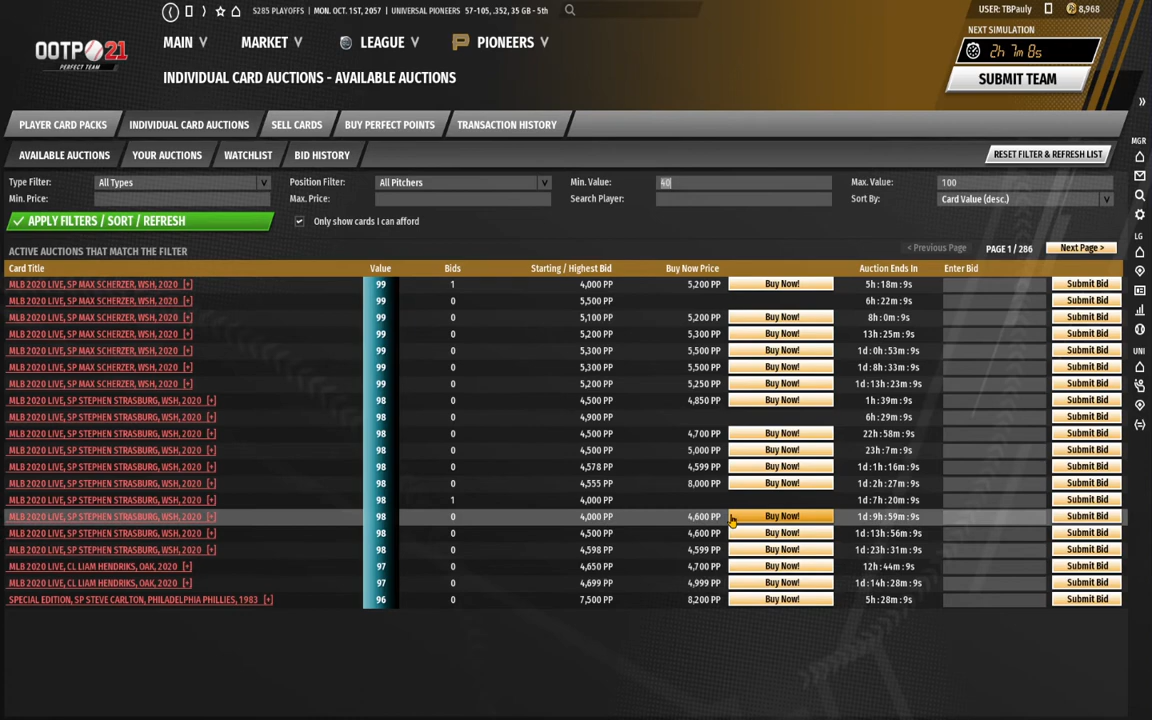 S285 PLAYOFFS | MON. OCT. 1ST, 2057 | UNIVERSAL PIONEERS 57-105, .352, 35 GB - 5th
USER: TBPauly 8,968
OOTP 21
PERFECT TEAM
MAIN MARKET LEAGUE P PIONEERS
NEXT SIMULATION
2h 7m 8s
INDIVIDUAL CARD AUCTIONS - AVAILABLE AUCTIONS
SUBMIT TEAM
PLAYER CARD PACKS INDIVIDUAL CARD AUCTIONS SELL CARDS BUY PERFECT POINTS TRANSACTION HISTORY
AVAILABLE AUCTIONS YOUR AUCTIONS WATCHLIST BID HISTORY RESET FILTER & REFRESH LIST
MGR
LG
UNI
Type Filter: All Types Position Filter: All Pitchers Min. Value: 40 Max. Value: 100
Min. Price: Max. Price: Search Player: Sort By: Card Value (desc.)
APPLY FILTERS / SORT / REFRESH Only show cards I can afford
ACTIVE AUCTIONS THAT MATCH THE FILTER < Previous Page PAGE 1 / 286 Next Page >
Card Title Value Bids Starting / Highest Bid Buy Now Price Auction Ends In Enter Bid
MLB 2020 LIVE, SP MAX SCHERZER, WSH, 2020 [+] 99 1 4,000 PP 5,200 PP Buy Now! 5h:18m:9s Submit Bid
MLB 2020 LIVE, SP MAX SCHERZER, WSH, 2020 [+] 99 0 5,500 PP 6h:22m:9s Submit Bid
MLB 2020 LIVE, SP MAX SCHERZER, WSH, 2020 [+] 99 0 5,100 PP 5,200 PP Buy Now! 8h:0m:9s Submit Bid
MLB 2020 LIVE, SP MAX SCHERZER, WSH, 2020 [+] 99 0 5,200 PP 5,300 PP Buy Now! 13h:25m:9s Submit Bid
MLB 2020 LIVE, SP MAX SCHERZER, WSH, 2020 [+] 99 0 5,300 PP 5,500 PP Buy Now! 1d:0h:53m:9s Submit Bid
MLB 2020 LIVE, SP MAX SCHERZER, WSH, 2020 [+] 99 0 5,300 PP 5,500 PP Buy Now! 1d:8h:33m:9s Submit Bid
MLB 2020 LIVE, SP MAX SCHERZER, WSH, 2020 [+] 99 0 5,200 PP 5,250 PP Buy Now! 1d:13h:23m:9s Submit Bid
MLB 2020 LIVE, SP STEPHEN STRASBURG, WSH, 2020 [+] 98 0 4,500 PP 4,850 PP Buy Now! 1h:39m:9s Submit Bid
MLB 2020 LIVE, SP STEPHEN STRASBURG, WSH, 2020 [+] 98 0 4,900 PP 6h:29m:9s Submit Bid
MLB 2020 LIVE, SP STEPHEN STRASBURG, WSH, 2020 [+] 98 0 4,500 PP 4,700 PP Buy Now! 22h:58m:9s Submit Bid
MLB 2020 LIVE, SP STEPHEN STRASBURG, WSH, 2020 [+] 98 0 4,500 PP 5,000 PP Buy Now! 23h:7m:9s Submit Bid
MLB 2020 LIVE, SP STEPHEN STRASBURG, WSH, 2020 [+] 98 0 4,578 PP 4,599 PP Buy Now! 1d:1h:16m:9s Submit Bid
MLB 2020 LIVE, SP STEPHEN STRASBURG, WSH, 2020 [+] 98 0 4,555 PP 8,000 PP Buy Now! 1d:2h:27m:9s Submit Bid
MLB 2020 LIVE, SP STEPHEN STRASBURG, WSH, 2020 [+] 98 1 4,000 PP 1d:7h:20m:9s Submit Bid
MLB 2020 LIVE, SP STEPHEN STRASBURG, WSH, 2020 [+] 98 0 4,000 PP 4,600 PP Buy Now! 1d:9h:59m:9s Submit Bid
MLB 2020 LIVE, SP STEPHEN STRASBURG, WSH, 2020 [+] 98 0 4,500 PP 4,600 PP Buy Now! 1d:13h:56m:9s Submit Bid
MLB 2020 LIVE, SP STEPHEN STRASBURG, WSH, 2020 [+] 98 0 4,598 PP 4,599 PP Buy Now! 1d:23h:31m:9s Submit Bid
MLB 2020 LIVE, CL LIAM HENDRIKS, OAK, 2020 [+] 97 0 4,650 PP 4,700 PP Buy Now! 12h:44m:9s Submit Bid
MLB 2020 LIVE, CL LIAM HENDRIKS, OAK, 2020 [+] 97 0 4,699 PP 4,999 PP Buy Now! 1d:14h:28m:9s Submit Bid
SPECIAL EDITION, SP STEVE CARLTON, PHILADELPHIA PHILLIES, 1983 [+] 96 0 7,500 PP 8,200 PP Buy Now! 5h:28m:9s Submit Bid